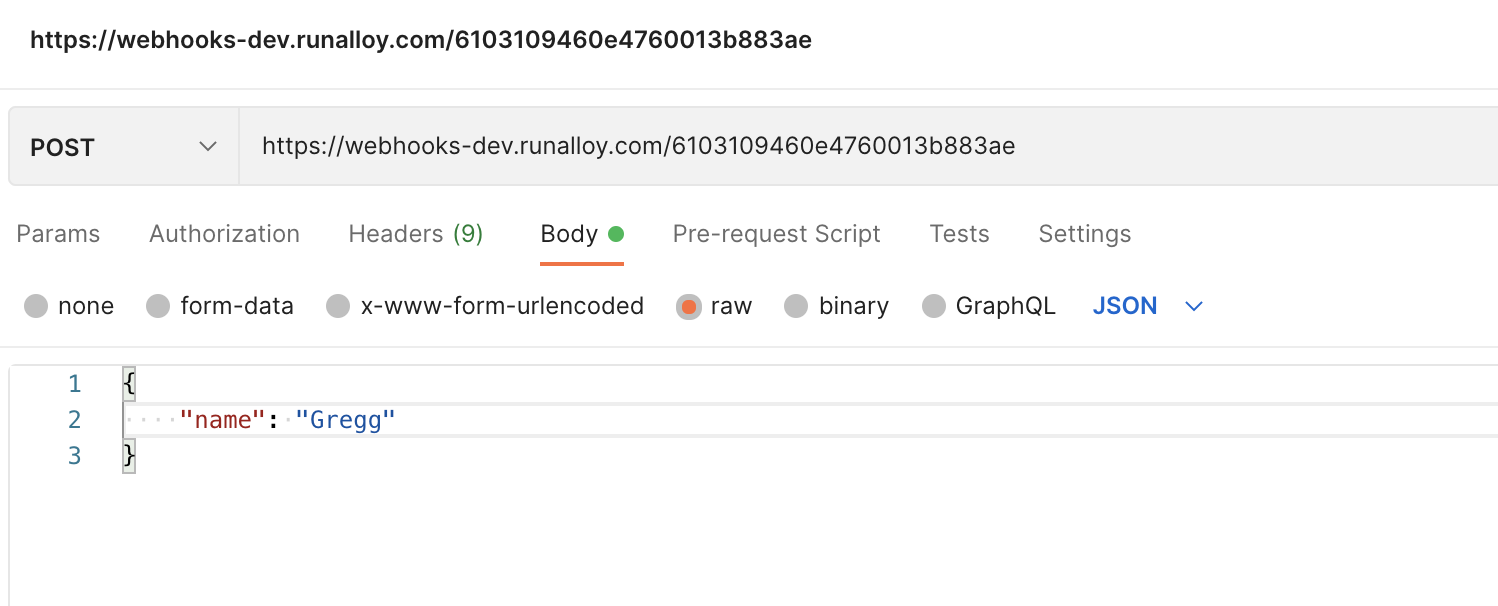 https://webhooks-dev.runalloy.com/6103109460e4760013b883ae
POST https://webhooks-dev.runalloy.com/6103109460e4760013b883ae
Params Authorization Headers (9) Body Pre-request Script Tests Settings
none form-data x-www-form-urlencoded raw binary GraphQL JSON
1 {
2     "name": "Gregg"
3 }